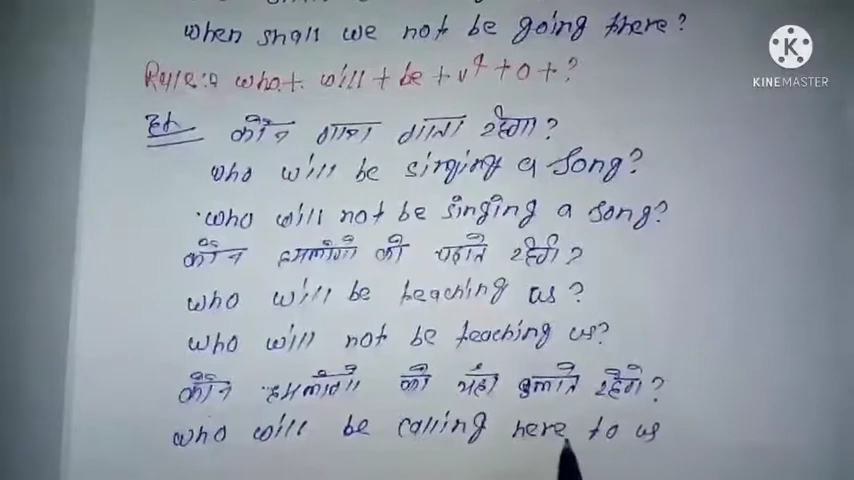 when shall we not be going there?
Rule:→ who + will + be + v⁴ + o + ?
Ex कौन गाना गाता रहेगा?
who will be singing a song?
who will not be singing a song?
कौन हमलोगों को पढ़ाते रहेंगे?
who will be teaching us?
who will not be teaching us?
कौन हमलोगों को यहाँ बुलाते रहेंगे?
who will be calling here to us
K
KINEMASTER